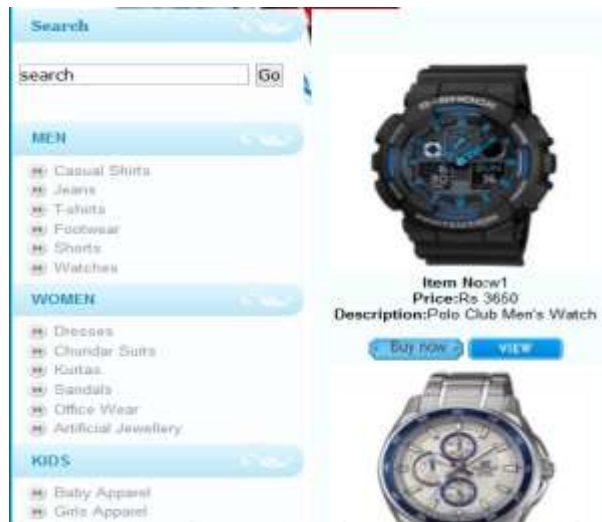 Search
search
Go
MEN
Casual Shirts
Jeans
T-shirts
Footwear
Shorts
Watches
WOMEN
Dresses
Churidar Suits
Kurtas
Sandals
Office Wear
Artificial Jewellery
KIDS
Baby Apparel
Girls Apparel
Item No:w1
Price:Rs 3650
Description:Polo Club Men's Watch
Buy now
VIEW